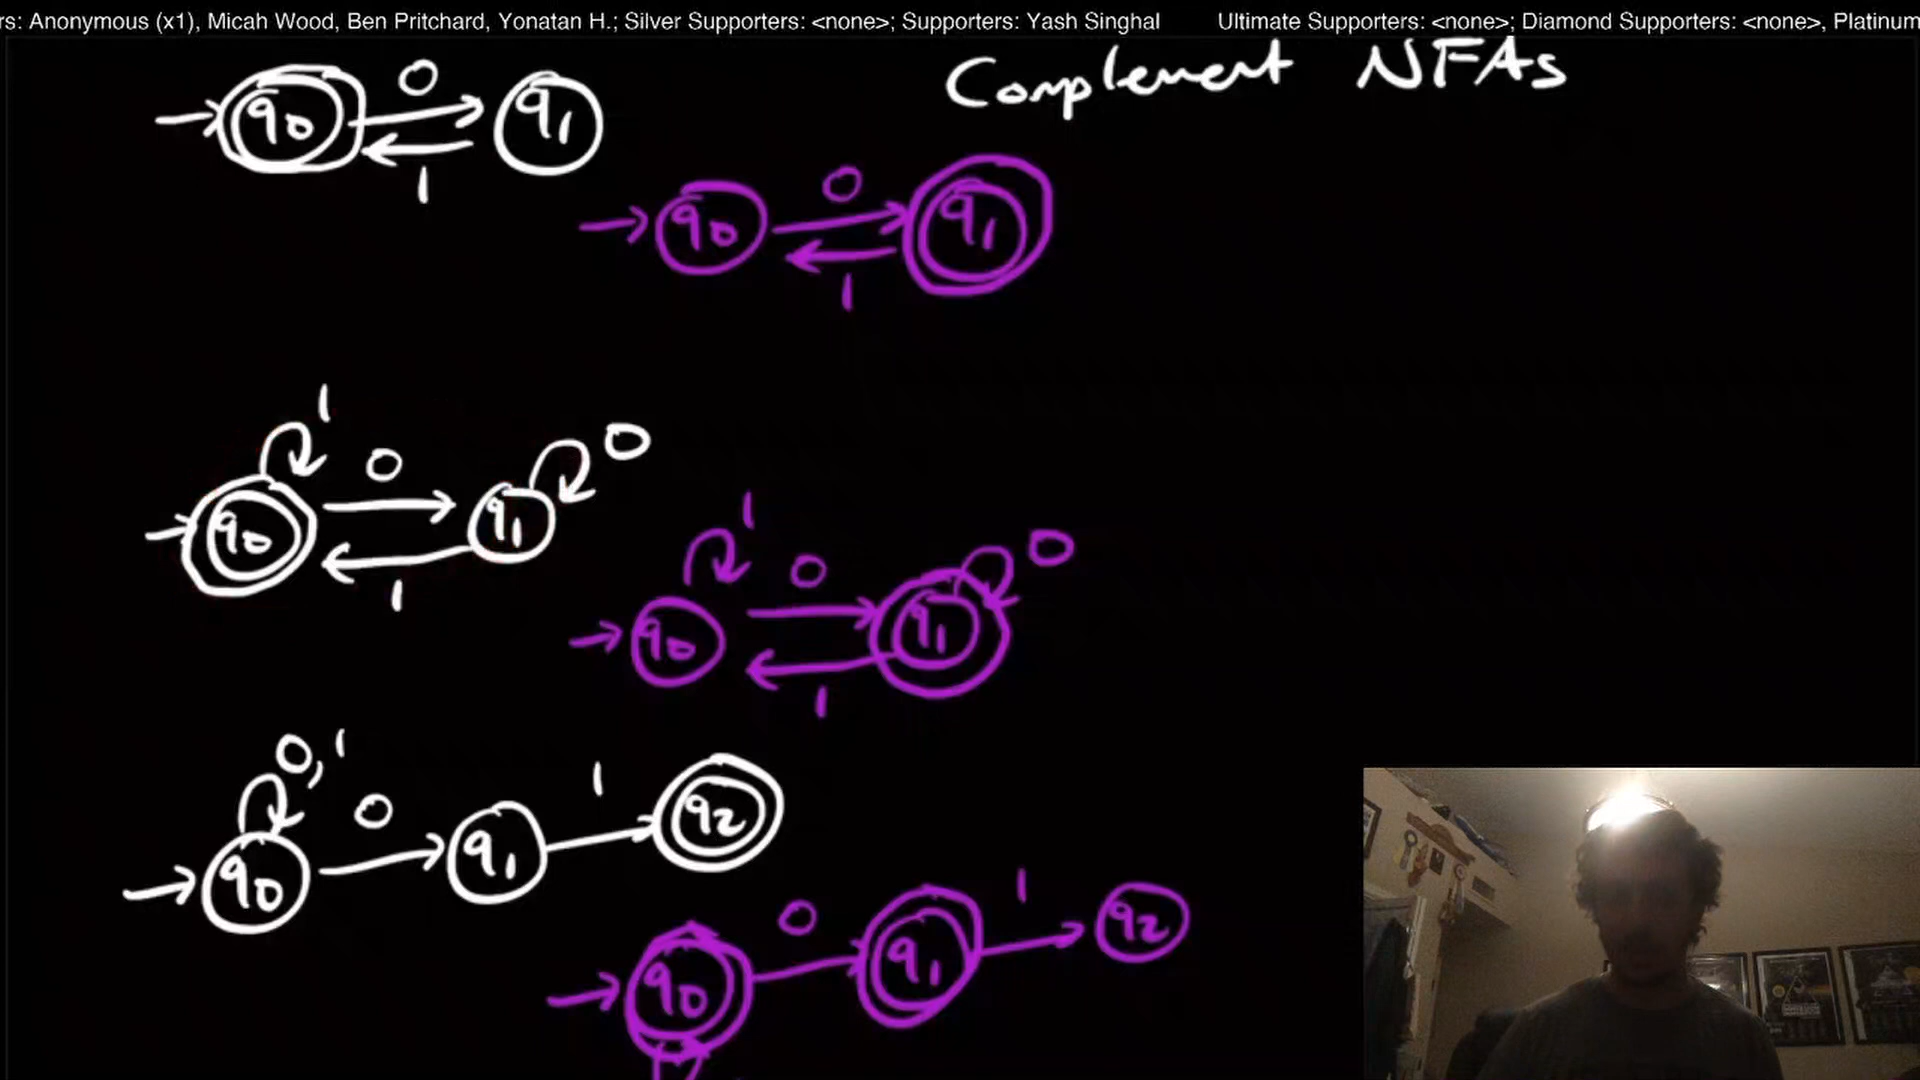 rs: Anonymous (x1), Micah Wood, Ben Pritchard, Yonatan H.; Silver Supporters: <none>; Supporters: Yash Singhal Ultimate Supporters: <none>; Diamond Supporters: <none>, Platinum
Complement NFAs
0
q0 q1
1
0
q0 q1
1
1
0 0
q0 q1
1
1
0 0
q0 q1
1
0,1
0 1
q0 q1 q2
0 1
q0 q1 q2